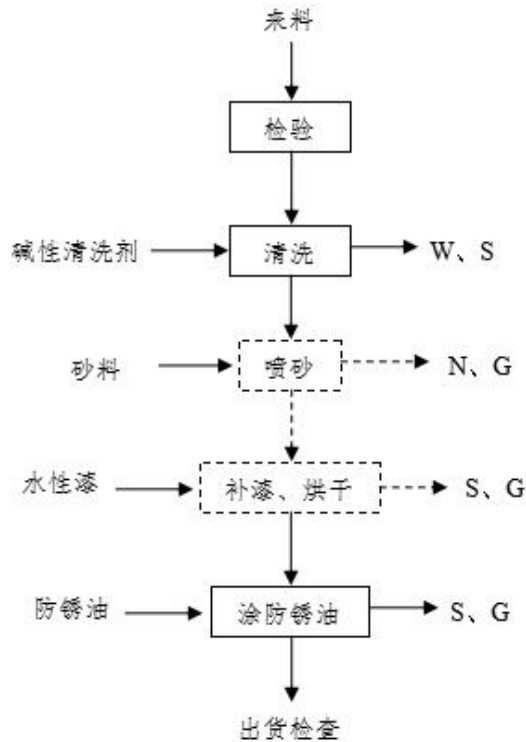 来料
检验
碱性清洗剂 清洗 W、S
砂料 喷砂 N、G
水性漆 补漆、烘干 S、G
防锈油 涂防锈油 S、G
出货检查